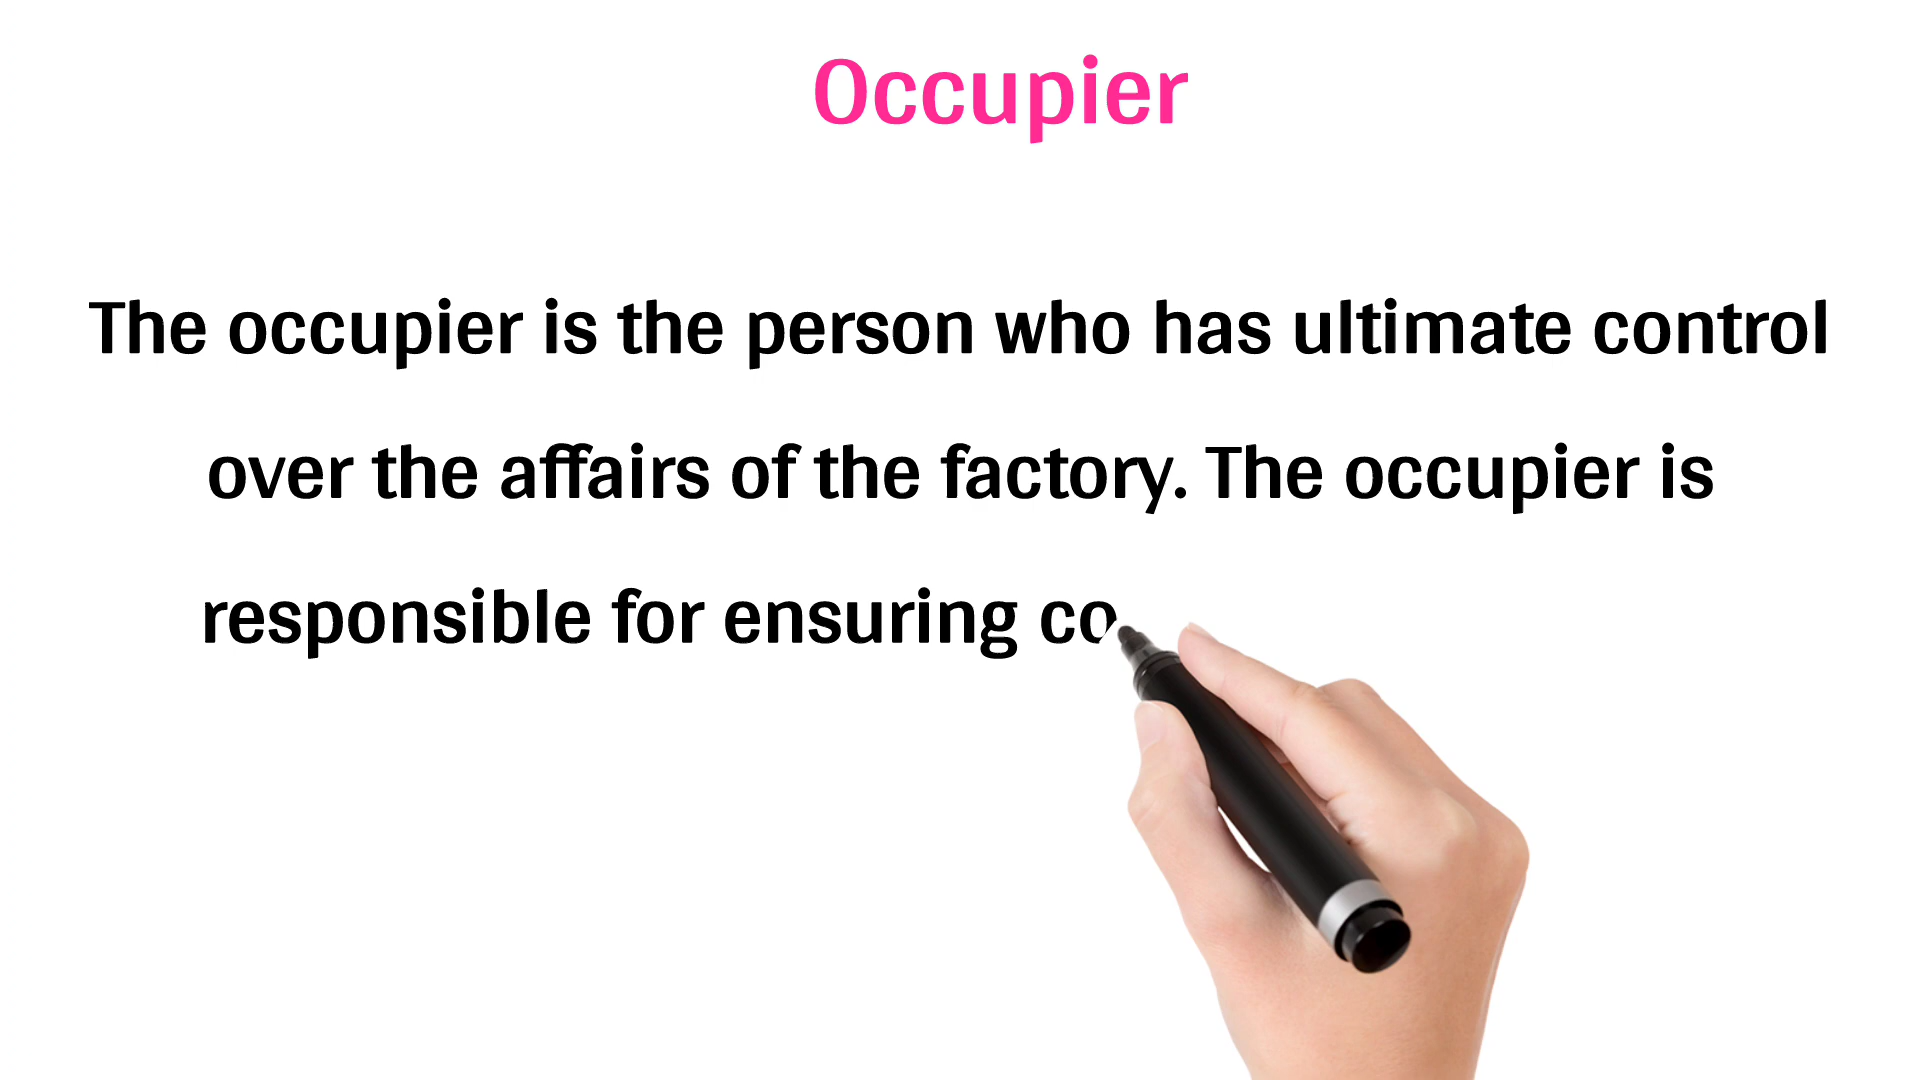 Occupier
The occupier is the person who has ultimate control
over the affairs of the factory. The occupier is
responsible for ensuring co